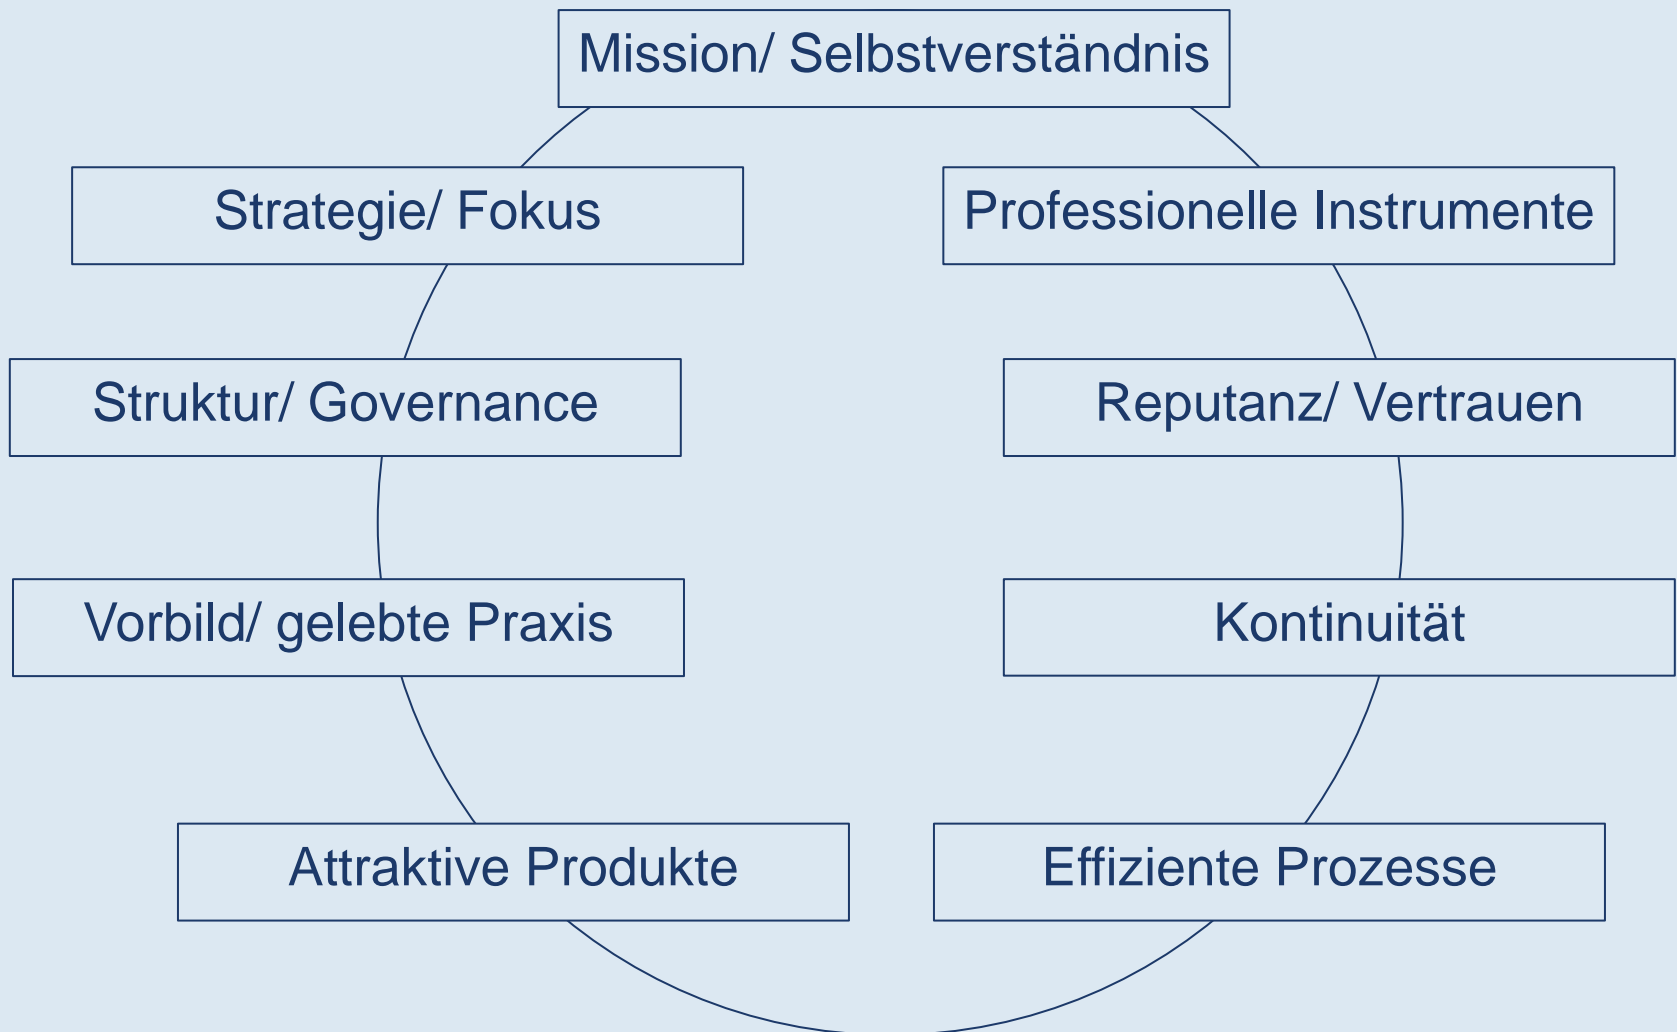 Mission/ Selbstverständnis
Strategie/ Fokus
Professionelle Instrumente
Struktur/ Governance
Reputanz/ Vertrauen
Vorbild/ gelebte Praxis
Kontinuität
Attraktive Produkte
Effiziente Prozesse